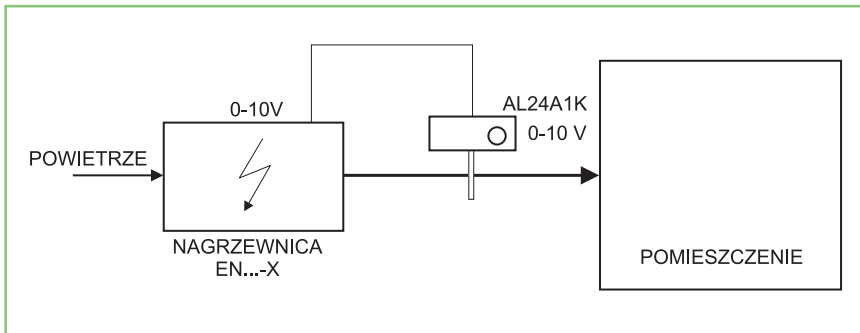 0-10V
AL24A1K
0-10 V
POWIETRZE
NAGRZEWNICA
EN...-X
POMIESZCZENIE